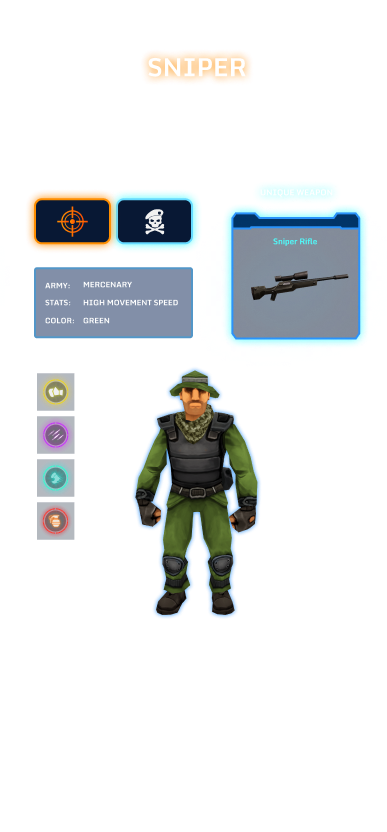 SNIPER
Sniper Rifle
ARMY: MERCENARY
STATS: HIGH MOVEMENT SPEED
COLOR: GREEN